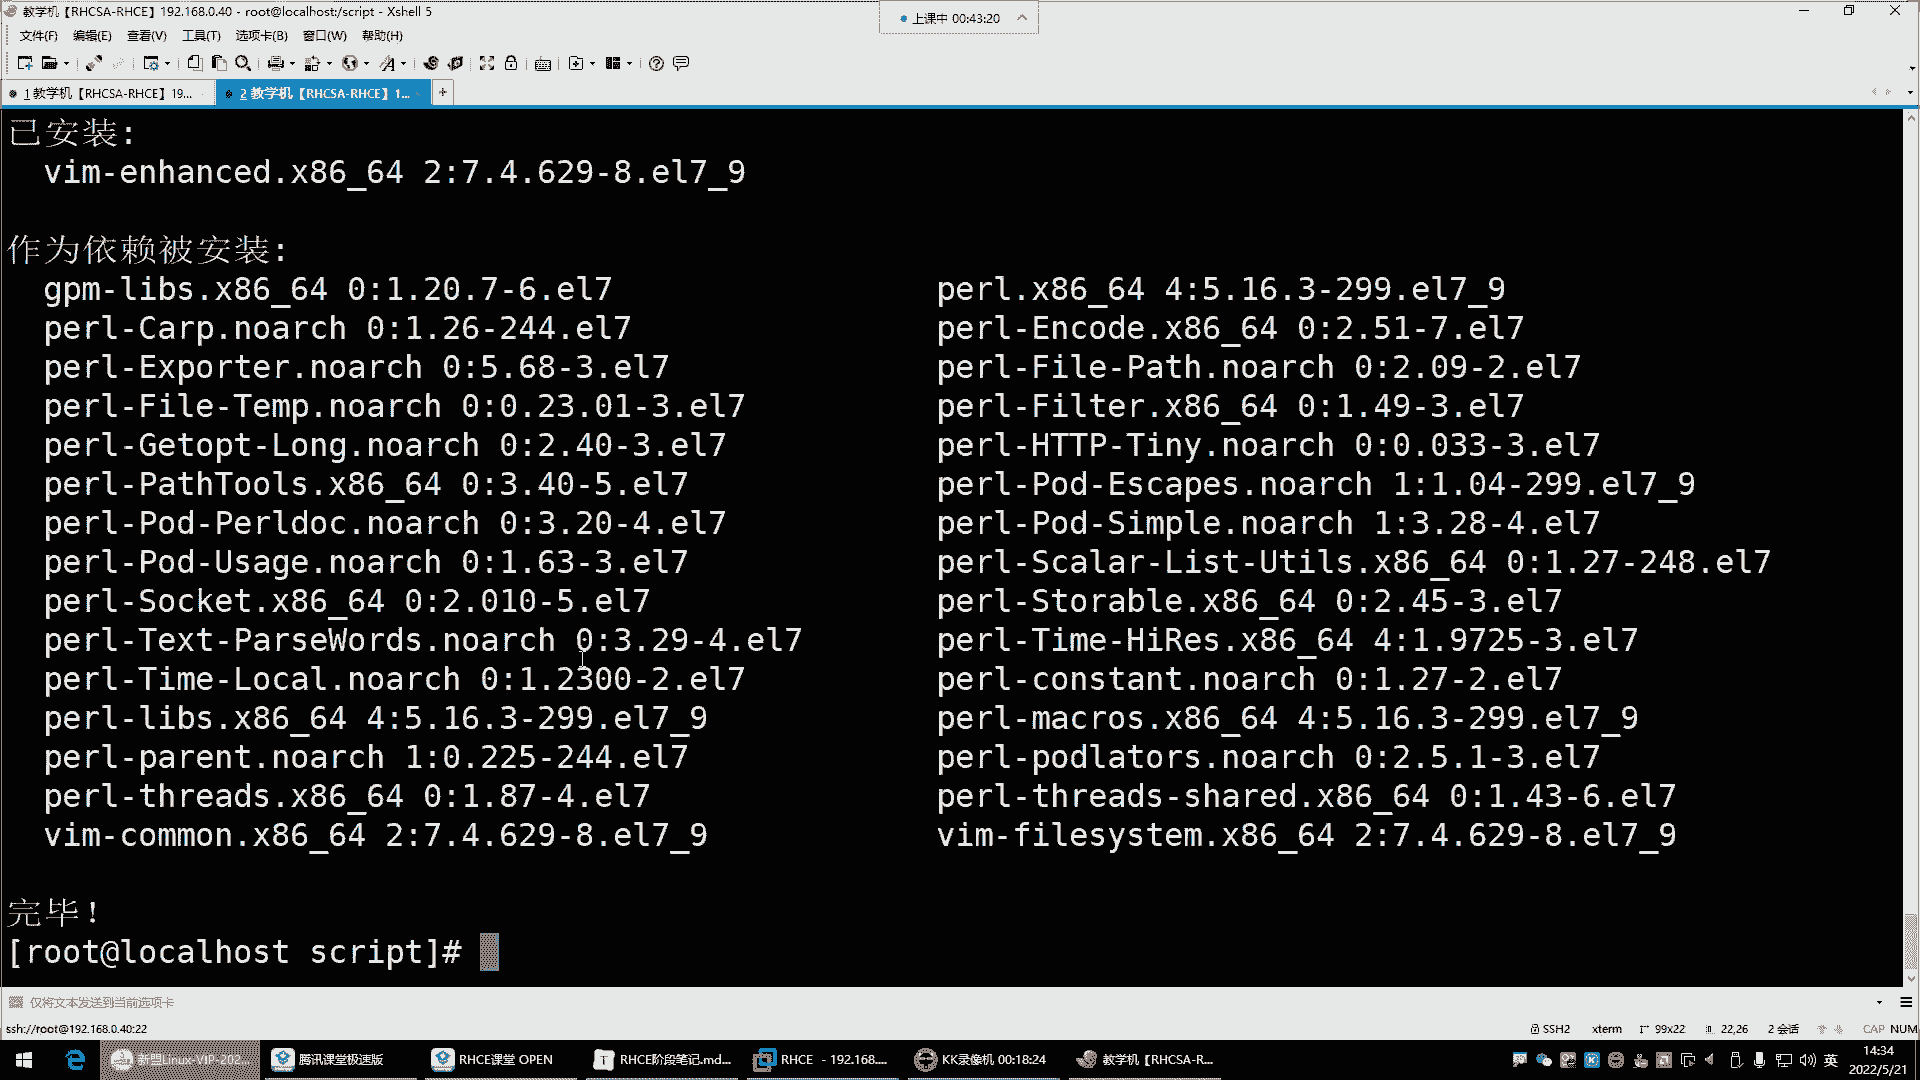 教学机【RHCSA-RHCE】192.168.0.40 - root@localhost:/script - Xshell 5
上课中 00:43:20
文件(F) 编辑(E) 查看(V) 工具(T) 选项卡(B) 窗口(W) 帮助(H)
1 教学机【RHCSA-RHCE】19... 2 教学机【RHCSA-RHCE】1... +
已安装:
vim-enhanced.x86_64 2:7.4.629-8.el7_9
作为依赖被安装:
gpm-libs.x86_64 0:1.20.7-6.el7 perl.x86_64 4:5.16.3-299.el7_9
perl-Carp.noarch 0:1.26-244.el7 perl-Encode.x86_64 0:2.51-7.el7
perl-Exporter.noarch 0:5.68-3.el7 perl-File-Path.noarch 0:2.09-2.el7
perl-File-Temp.noarch 0:0.23.01-3.el7 perl-Filter.x86_64 0:1.49-3.el7
perl-Getopt-Long.noarch 0:2.40-3.el7 perl-HTTP-Tiny.noarch 0:0.033-3.el7
perl-PathTools.x86_64 0:3.40-5.el7 perl-Pod-Escapes.noarch 1:1.04-299.el7_9
perl-Pod-Perldoc.noarch 0:3.20-4.el7 perl-Pod-Simple.noarch 1:3.28-4.el7
perl-Pod-Usage.noarch 0:1.63-3.el7 perl-Scalar-List-Utils.x86_64 0:1.27-248.el7
perl-Socket.x86_64 0:2.010-5.el7 perl-Storable.x86_64 0:2.45-3.el7
perl-Text-ParseWords.noarch 0:3.29-4.el7 perl-Time-HiRes.x86_64 4:1.9725-3.el7
perl-Time-Local.noarch 0:1.2300-2.el7 perl-constant.noarch 0:1.27-2.el7
perl-libs.x86_64 4:5.16.3-299.el7_9 perl-macros.x86_64 4:5.16.3-299.el7_9
perl-parent.noarch 1:0.225-244.el7 perl-podlators.noarch 0:2.5.1-3.el7
perl-threads.x86_64 0:1.87-4.el7 perl-threads-shared.x86_64 0:1.43-6.el7
vim-common.x86_64 2:7.4.629-8.el7_9 vim-filesystem.x86_64 2:7.4.629-8.el7_9
完毕！
[root@localhost script]#
仅将文本发送到当前选项卡
ssh://root@192.168.0.40:22 SSH2 xterm 99x22 22,26 2 会话 CAP NUM
新盟Linux-VIP-202... 腾讯课堂极速版 RHCE课堂 OPEN RHCE阶段笔记.md... RHCE - 192.168.... KK录像机 00:18:24 教学机【RHCSA-R... 英 14:34
2022/5/21